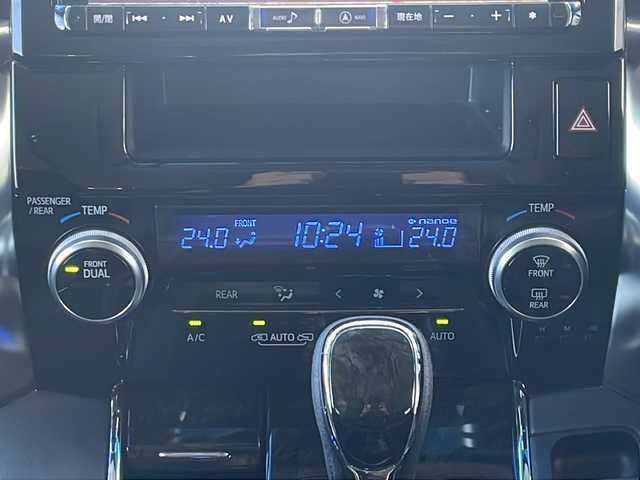 開/閉 AV AUDIO NAVI 現在地 − + ✽
PASSENGER
/REAR
TEMP
TEMP
FRONT
nanoe
24.0 10:24 24.0
FRONT
DUAL
FRONT
REAR
REAR < >
A/C
AUTO
AUTO
H M